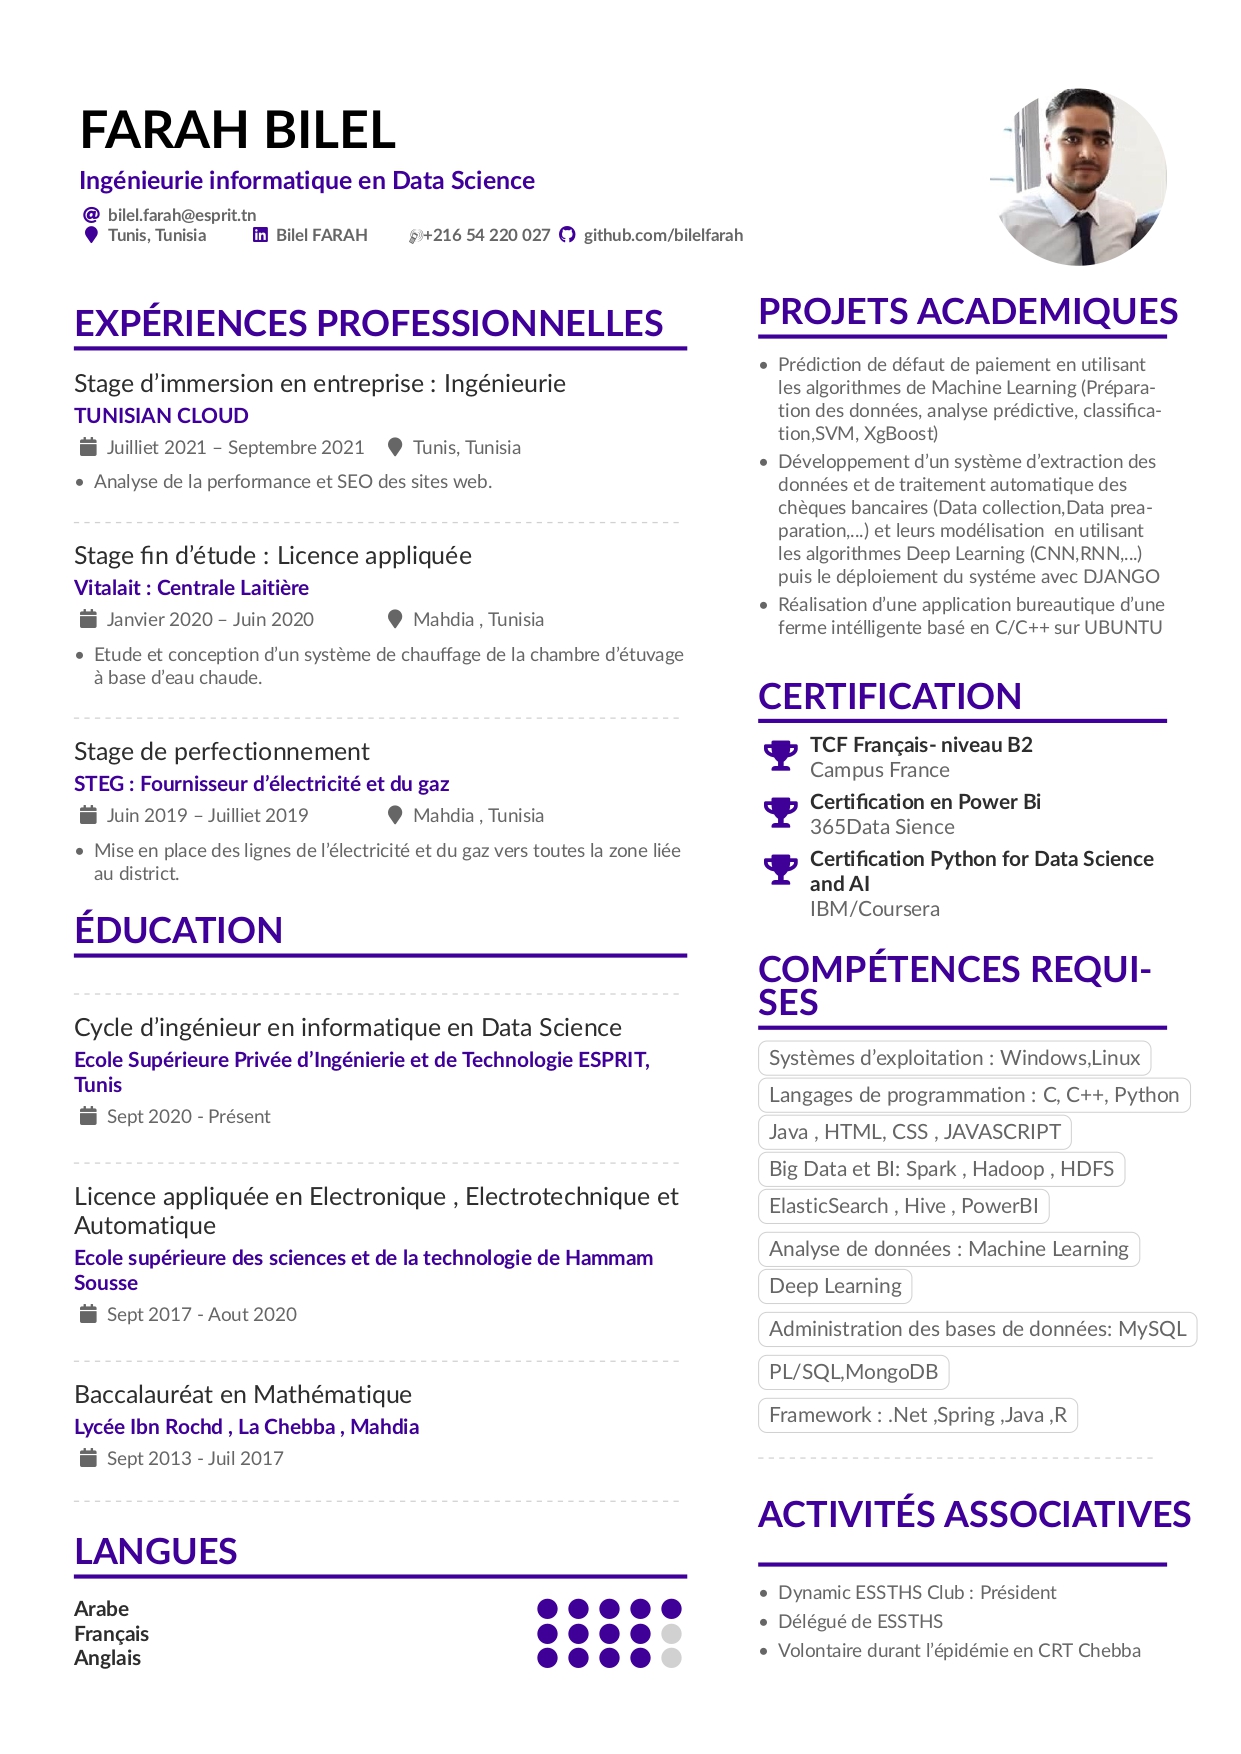 FARAH BILEL
Ingénieurie informatique en Data Science
bilel.farah@esprit.tn
Tunis, Tunisia Bilel FARAH +216 54 220 027 github.com/bilelfarah
EXPÉRIENCES PROFESSIONNELLES
Stage d’immersion en entreprise : Ingénieurie
TUNISIAN CLOUD
Juilliet 2021 – Septembre 2021 Tunis, Tunisia
• Analyse de la performance et SEO des sites web.
Stage fin d’étude : Licence appliquée
Vitalait : Centrale Laitière
Janvier 2020 – Juin 2020 Mahdia , Tunisia
• Etude et conception d’un système de chauffage de la chambre d’étuvage
à base d’eau chaude.
Stage de perfectionnement
STEG : Fournisseur d’électricité et du gaz
Juin 2019 – Juilliet 2019 Mahdia , Tunisia
• Mise en place des lignes de l’électricité et du gaz vers toutes la zone liée
au district.
ÉDUCATION
Cycle d’ingénieur en informatique en Data Science
Ecole Supérieure Privée d’Ingénierie et de Technologie ESPRIT,
Tunis
Sept 2020 - Présent
Licence appliquée en Electronique , Electrotechnique et
Automatique
Ecole supérieure des sciences et de la technologie de Hammam
Sousse
Sept 2017 - Aout 2020
Baccalauréat en Mathématique
Lycée Ibn Rochd , La Chebba , Mahdia
Sept 2013 - Juil 2017
LANGUES
Arabe
Français
Anglais
PROJETS ACADEMIQUES
• Prédiction de défaut de paiement en utilisant
les algorithmes de Machine Learning (Prépara-
tion des données, analyse prédictive, classifica-
tion,SVM, XgBoost)
• Développement d’un système d’extraction des
données et de traitement automatique des
chèques bancaires (Data collection,Data prea-
paration,...) et leurs modélisation en utilisant
les algorithmes Deep Learning (CNN,RNN,...)
puis le déploiement du systéme avec DJANGO
• Réalisation d’une application bureautique d’une
ferme intélligente basé en C/C++ sur UBUNTU
CERTIFICATION
TCF Français- niveau B2
Campus France
Certification en Power Bi
365Data Sience
Certification Python for Data Science
and AI
IBM/Coursera
COMPÉTENCES REQUI-
SES
Systèmes d’exploitation : Windows,Linux
Langages de programmation : C, C++, Python
Java , HTML, CSS , JAVASCRIPT
Big Data et BI: Spark , Hadoop , HDFS
ElasticSearch , Hive , PowerBI
Analyse de données : Machine Learning
Deep Learning
Administration des bases de données: MySQL
PL/SQL,MongoDB
Framework : .Net ,Spring ,Java ,R
ACTIVITÉS ASSOCIATIVES
• Dynamic ESSTHS Club : Président
• Délégué de ESSTHS
• Volontaire durant l’épidémie en CRT Chebba